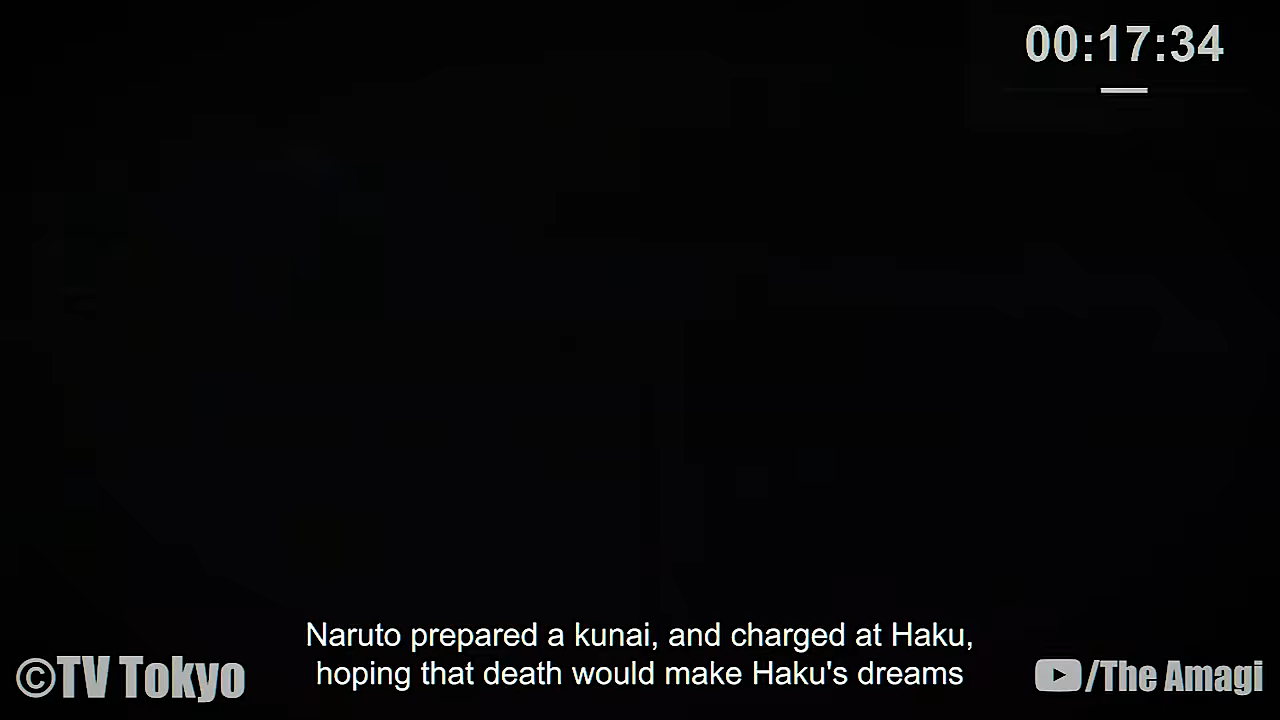 00:17:34
Naruto prepared a kunai, and charged at Haku,
hoping that death would make Haku's dreams
©TV Tokyo
/The Amagi